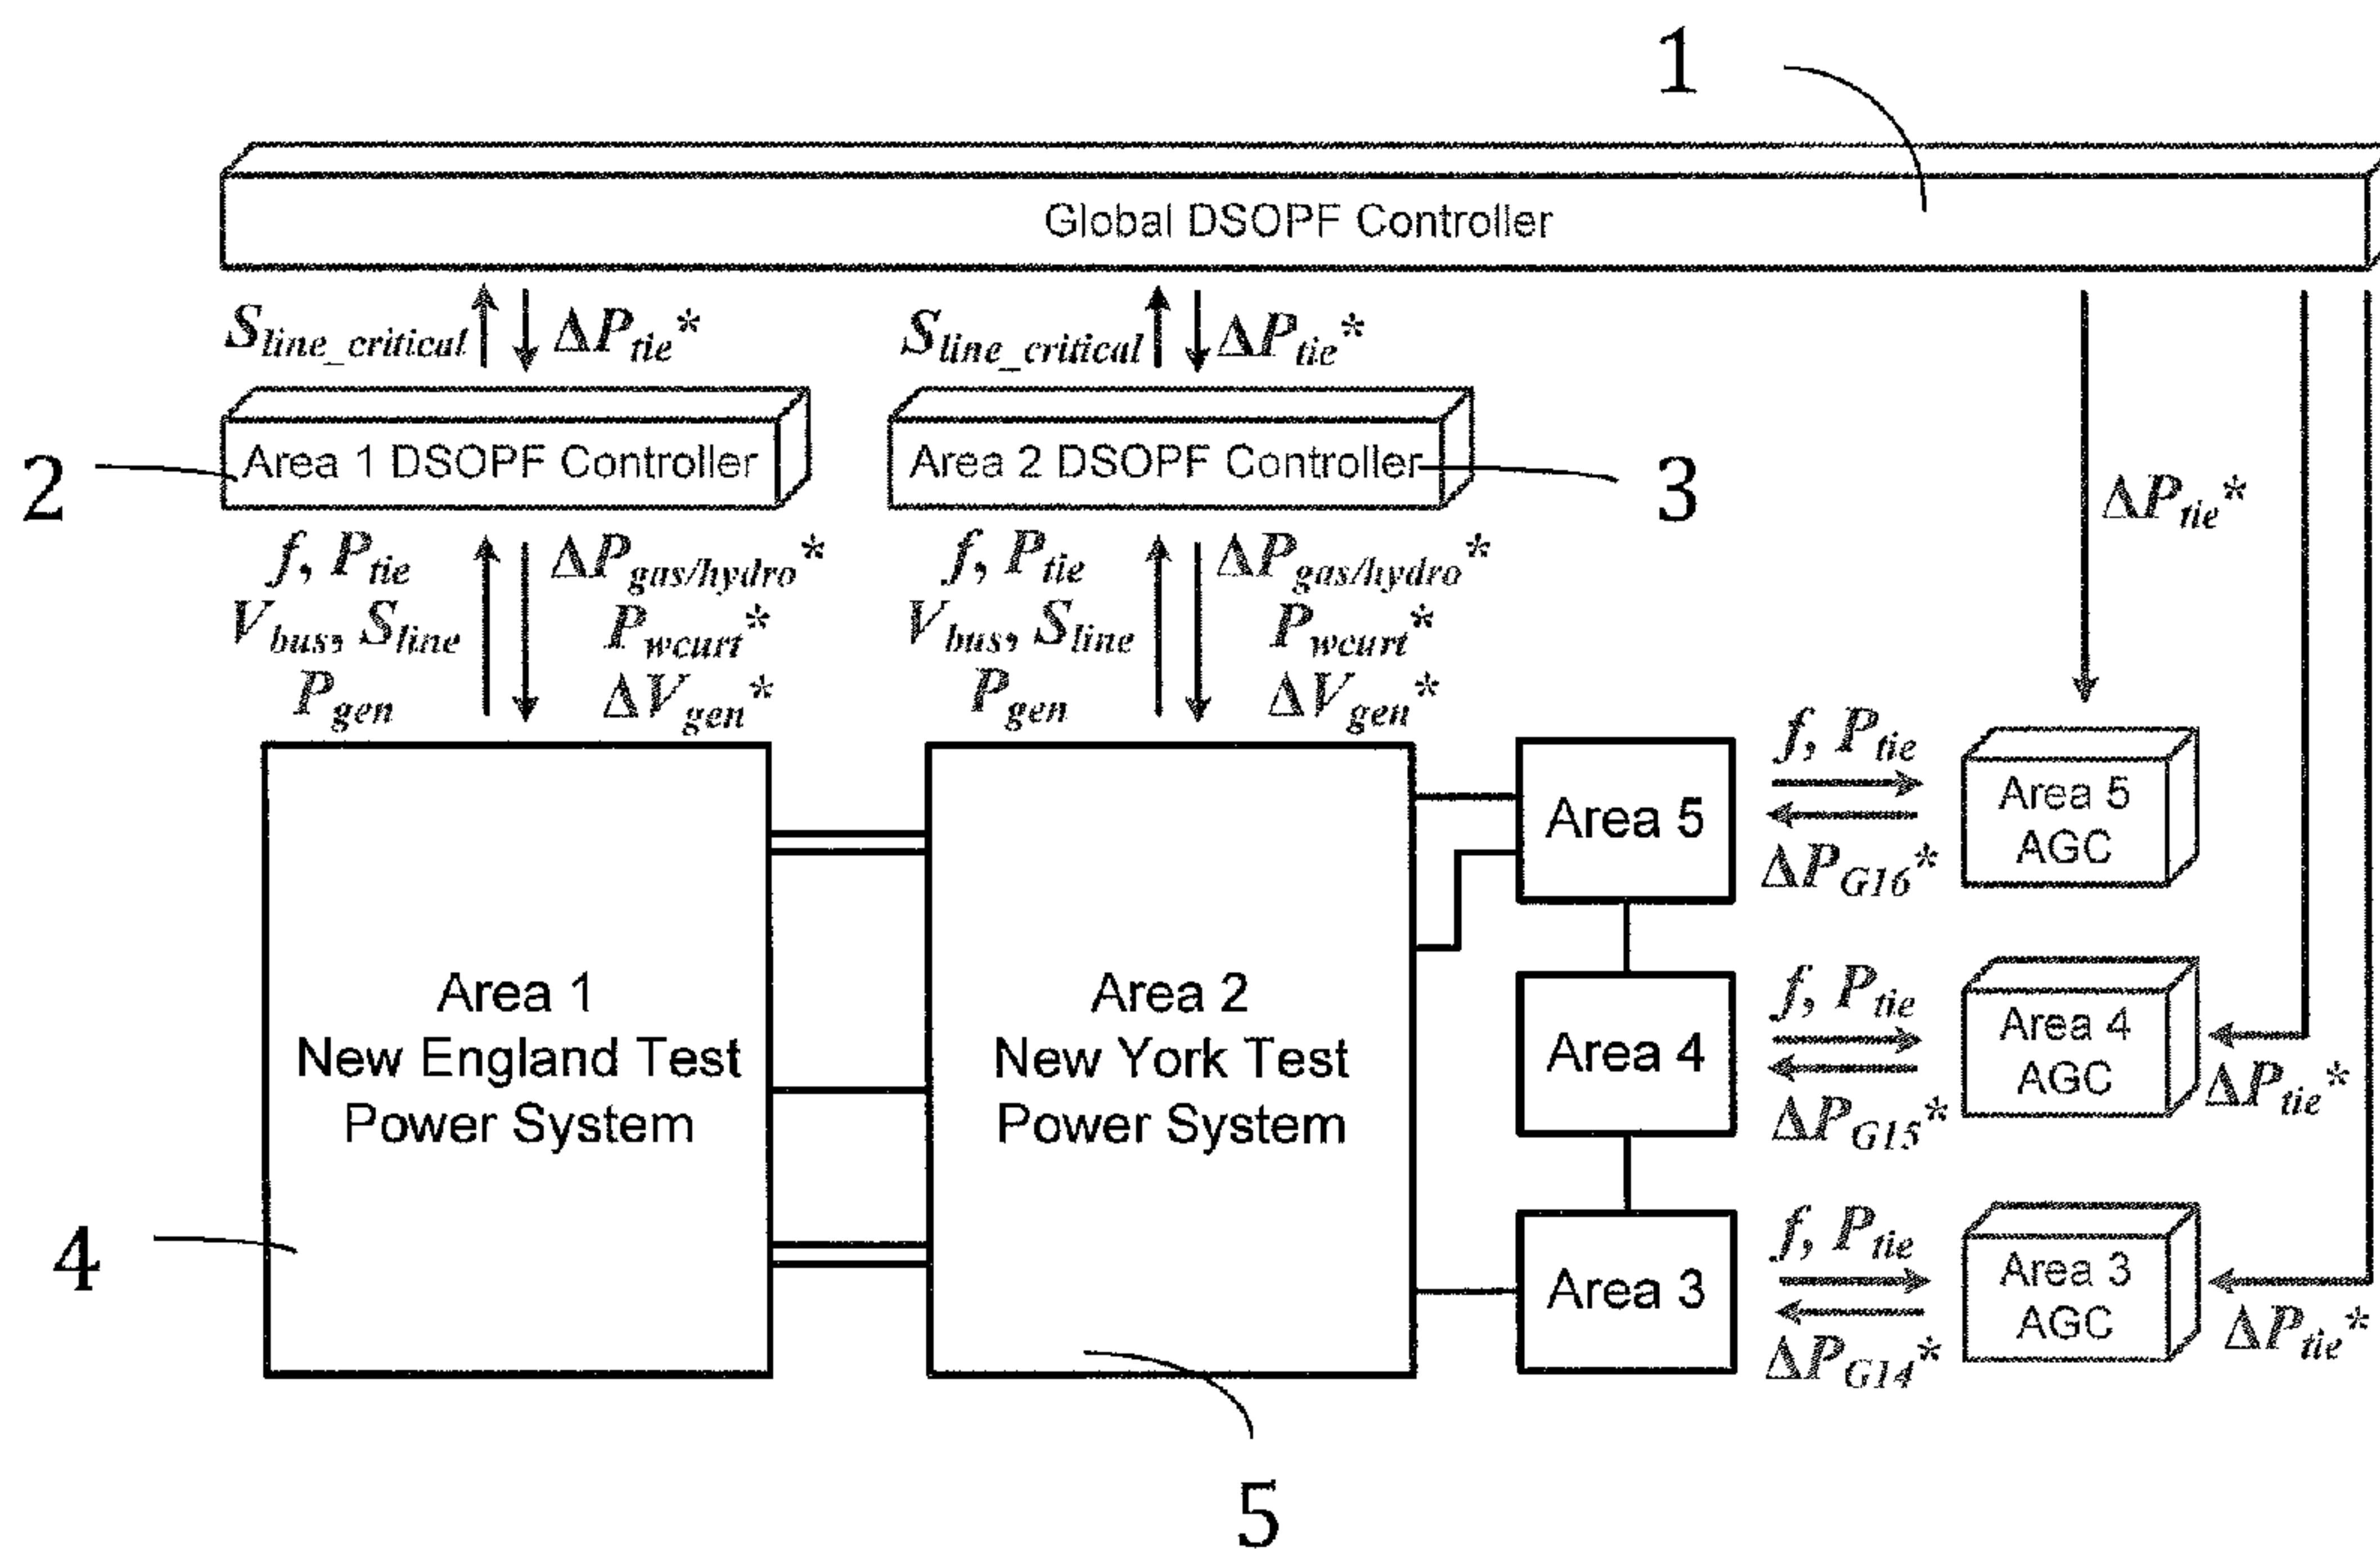 1
Global DSOPF Controller
S_line_critical ΔP_tie*
S_line_critical ΔP_tie*
2
Area 1 DSOPF Controller
Area 2 DSOPF Controller
3
ΔP_tie*
f, P_tie
V_bus, S_line
P_gen
ΔP_gas/hydro*
P_wcurt*
ΔV_gen*
f, P_tie
V_bus, S_line
P_gen
ΔP_gas/hydro*
P_wcurt*
ΔV_gen*
Area 1
New England Test
Power System
4
Area 2
New York Test
Power System
5
Area 5
f, P_tie
ΔP_G16*
Area 5
AGC
Area 4
f, P_tie
ΔP_G15*
Area 4
AGC
ΔP_tie*
Area 3
f, P_tie
ΔP_G14*
Area 3
AGC
ΔP_tie*